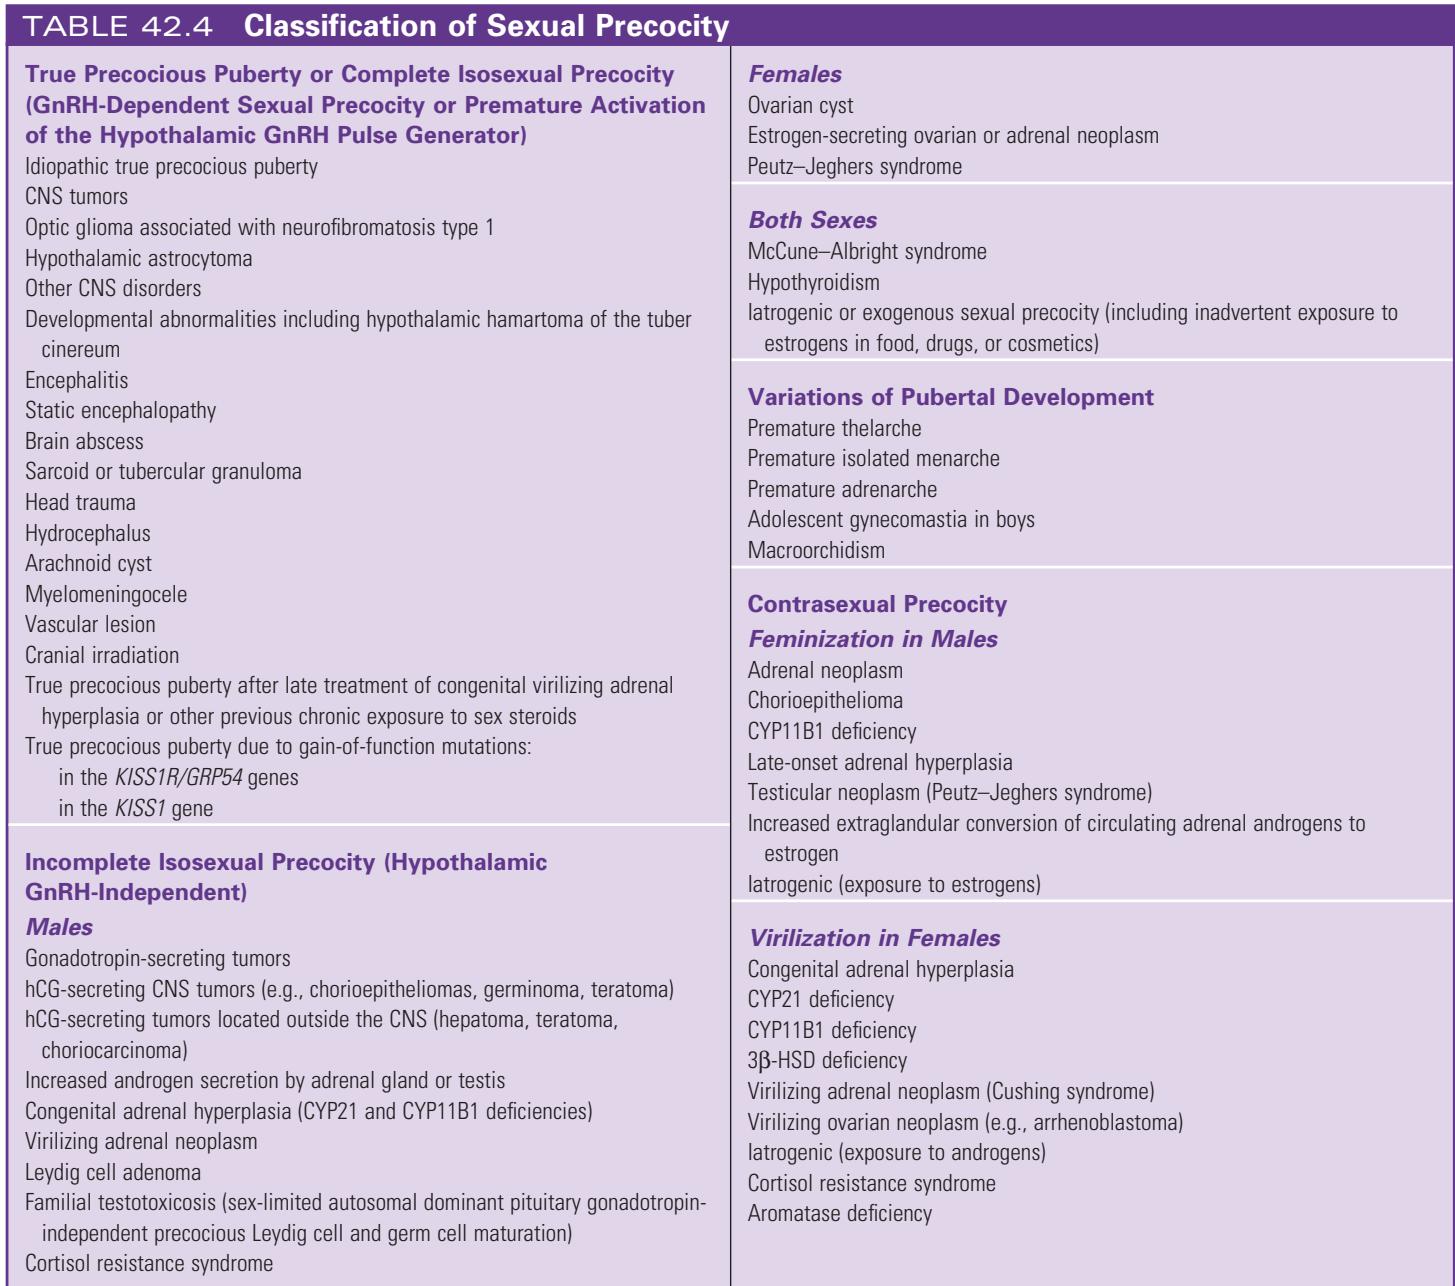 TABLE 42.4 Classification of Sexual Precocity
True Precocious Puberty or Complete Isosexual Precocity
(GnRH-Dependent Sexual Precocity or Premature Activation
of the Hypothalamic GnRH Pulse Generator)
Idiopathic true precocious puberty
CNS tumors
Optic glioma associated with neurofibromatosis type 1
Hypothalamic astrocytoma
Other CNS disorders
Developmental abnormalities including hypothalamic hamartoma of the tuber
cinereum
Encephalitis
Static encephalopathy
Brain abscess
Sarcoid or tubercular granuloma
Head trauma
Hydrocephalus
Arachnoid cyst
Myelomeningocele
Vascular lesion
Cranial irradiation
True precocious puberty after late treatment of congenital virilizing adrenal
hyperplasia or other previous chronic exposure to sex steroids
True precocious puberty due to gain-of-function mutations:
in the KISS1R/GRP54 genes
in the KISS1 gene
Incomplete Isosexual Precocity (Hypothalamic
GnRH-Independent)
Males
Gonadotropin-secreting tumors
hCG-secreting CNS tumors (e.g., chorioepitheliomas, germinoma, teratoma)
hCG-secreting tumors located outside the CNS (hepatoma, teratoma,
choriocarcinoma)
Increased androgen secretion by adrenal gland or testis
Congenital adrenal hyperplasia (CYP21 and CYP11B1 deficiencies)
Virilizing adrenal neoplasm
Leydig cell adenoma
Familial testotoxicosis (sex-limited autosomal dominant pituitary gonadotropin-
independent precocious Leydig cell and germ cell maturation)
Cortisol resistance syndrome
Females
Ovarian cyst
Estrogen-secreting ovarian or adrenal neoplasm
Peutz–Jeghers syndrome
Both Sexes
McCune–Albright syndrome
Hypothyroidism
Iatrogenic or exogenous sexual precocity (including inadvertent exposure to
estrogens in food, drugs, or cosmetics)
Variations of Pubertal Development
Premature thelarche
Premature isolated menarche
Premature adrenarche
Adolescent gynecomastia in boys
Macroorchidism
Contrasexual Precocity
Feminization in Males
Adrenal neoplasm
Chorioepithelioma
CYP11B1 deficiency
Late-onset adrenal hyperplasia
Testicular neoplasm (Peutz–Jeghers syndrome)
Increased extraglandular conversion of circulating adrenal androgens to
estrogen
Iatrogenic (exposure to estrogens)
Virilization in Females
Congenital adrenal hyperplasia
CYP21 deficiency
CYP11B1 deficiency
3β-HSD deficiency
Virilizing adrenal neoplasm (Cushing syndrome)
Virilizing ovarian neoplasm (e.g., arrhenoblastoma)
Iatrogenic (exposure to androgens)
Cortisol resistance syndrome
Aromatase deficiency